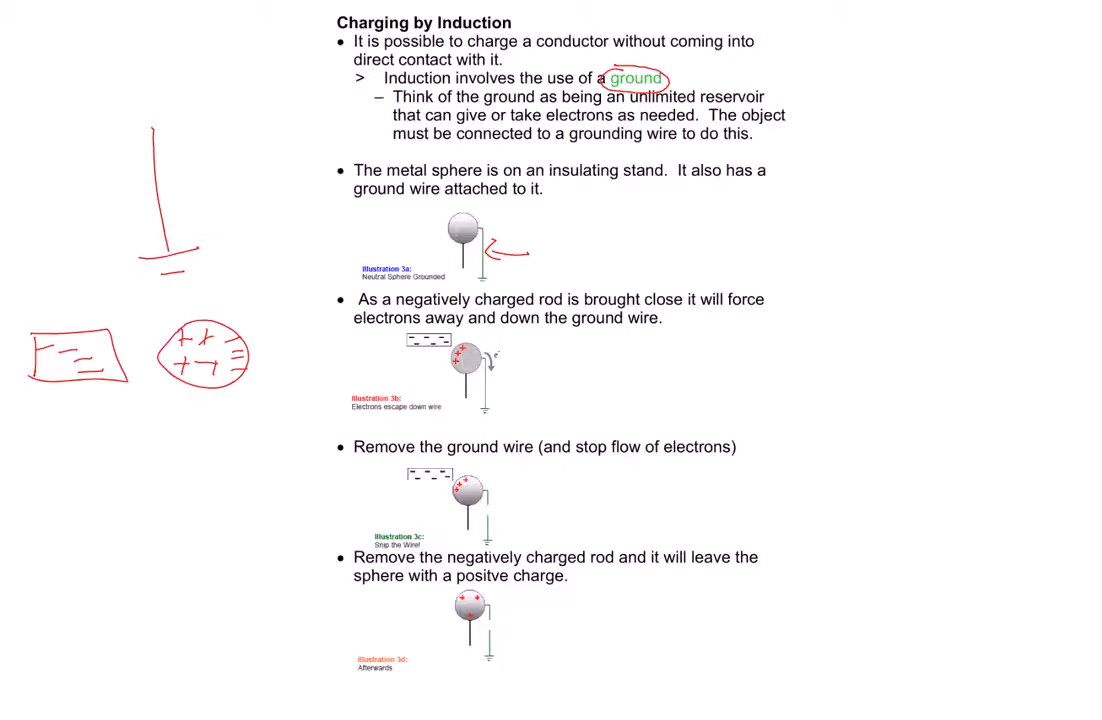 Charging by Induction
• It is possible to charge a conductor without coming into
direct contact with it.
> Induction involves the use of a ground
– Think of the ground as being an unlimited reservoir
that can give or take electrons as needed. The object
must be connected to a grounding wire to do this.
• The metal sphere is on an insulating stand. It also has a
ground wire attached to it.
Illustration 3a:
Neutral Sphere Grounded
• As a negatively charged rod is brought close it will force
electrons away and down the ground wire.
e-
Illustration 3b:
Electrons escape down wire
• Remove the ground wire (and stop flow of electrons)
Illustration 3c:
Snip the Wire!
• Remove the negatively charged rod and it will leave the
sphere with a positve charge.
Illustration 3d:
Afterwards